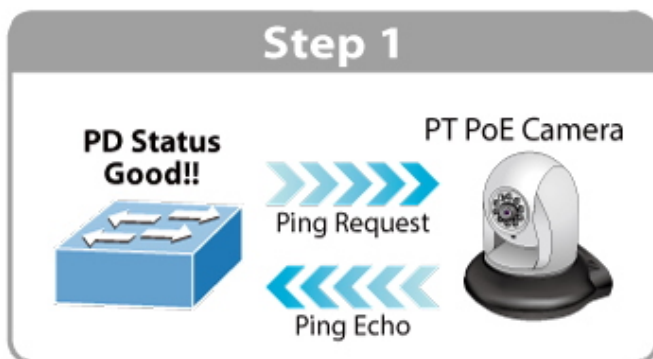 Step 1
PD Status
Good!!
PT PoE Camera
Ping Request
Ping Echo